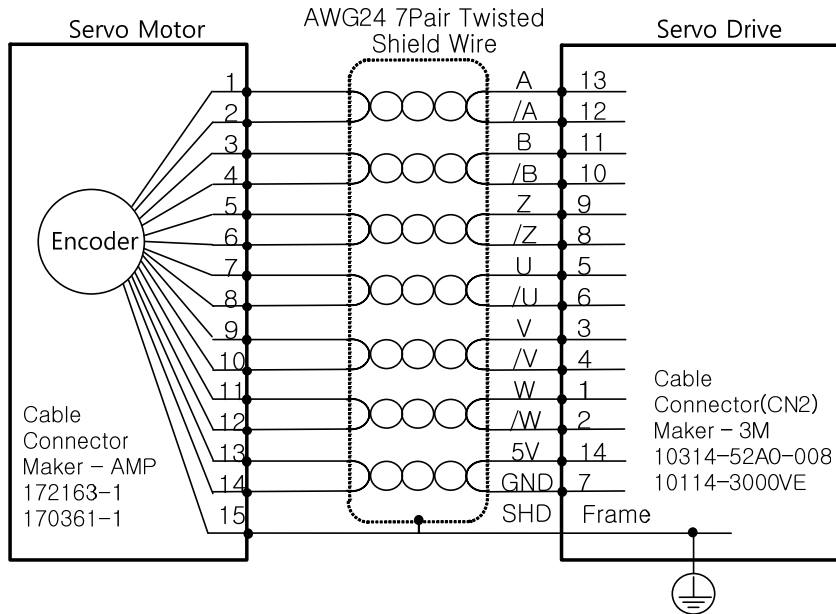 Servo Motor
AWG24 7Pair Twisted
Shield Wire
Servo Drive
1 A 13
2 /A 12
3 B 11
4 /B 10
5 Z 9
Encoder
6 /Z 8
7 U 5
8 /U 6
9 V 3
10 /V 4
11 W 1
12 /W 2
13 5V 14
14 GND 7
15 SHD Frame
Cable
Connector
Maker - AMP
172163-1
170361-1
Cable
Connector(CN2)
Maker - 3M
10314-52A0-008
10114-3000VE